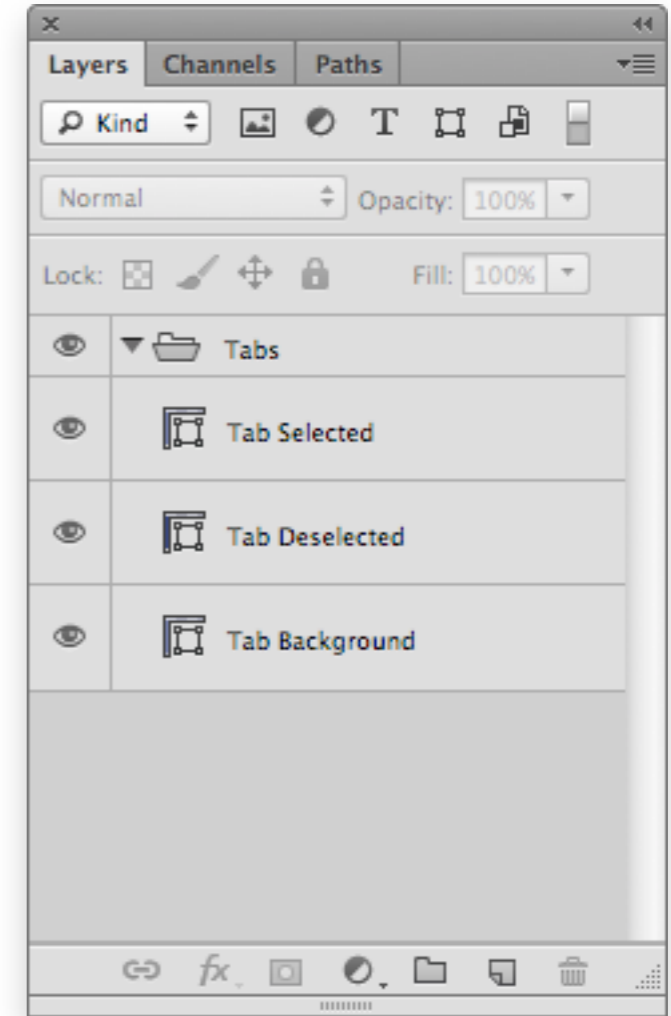 Layers Channels Paths
Kind T
Normal Opacity: 100%
Lock: Fill: 100%
Tabs
Tab Selected
Tab Deselected
Tab Background
fx